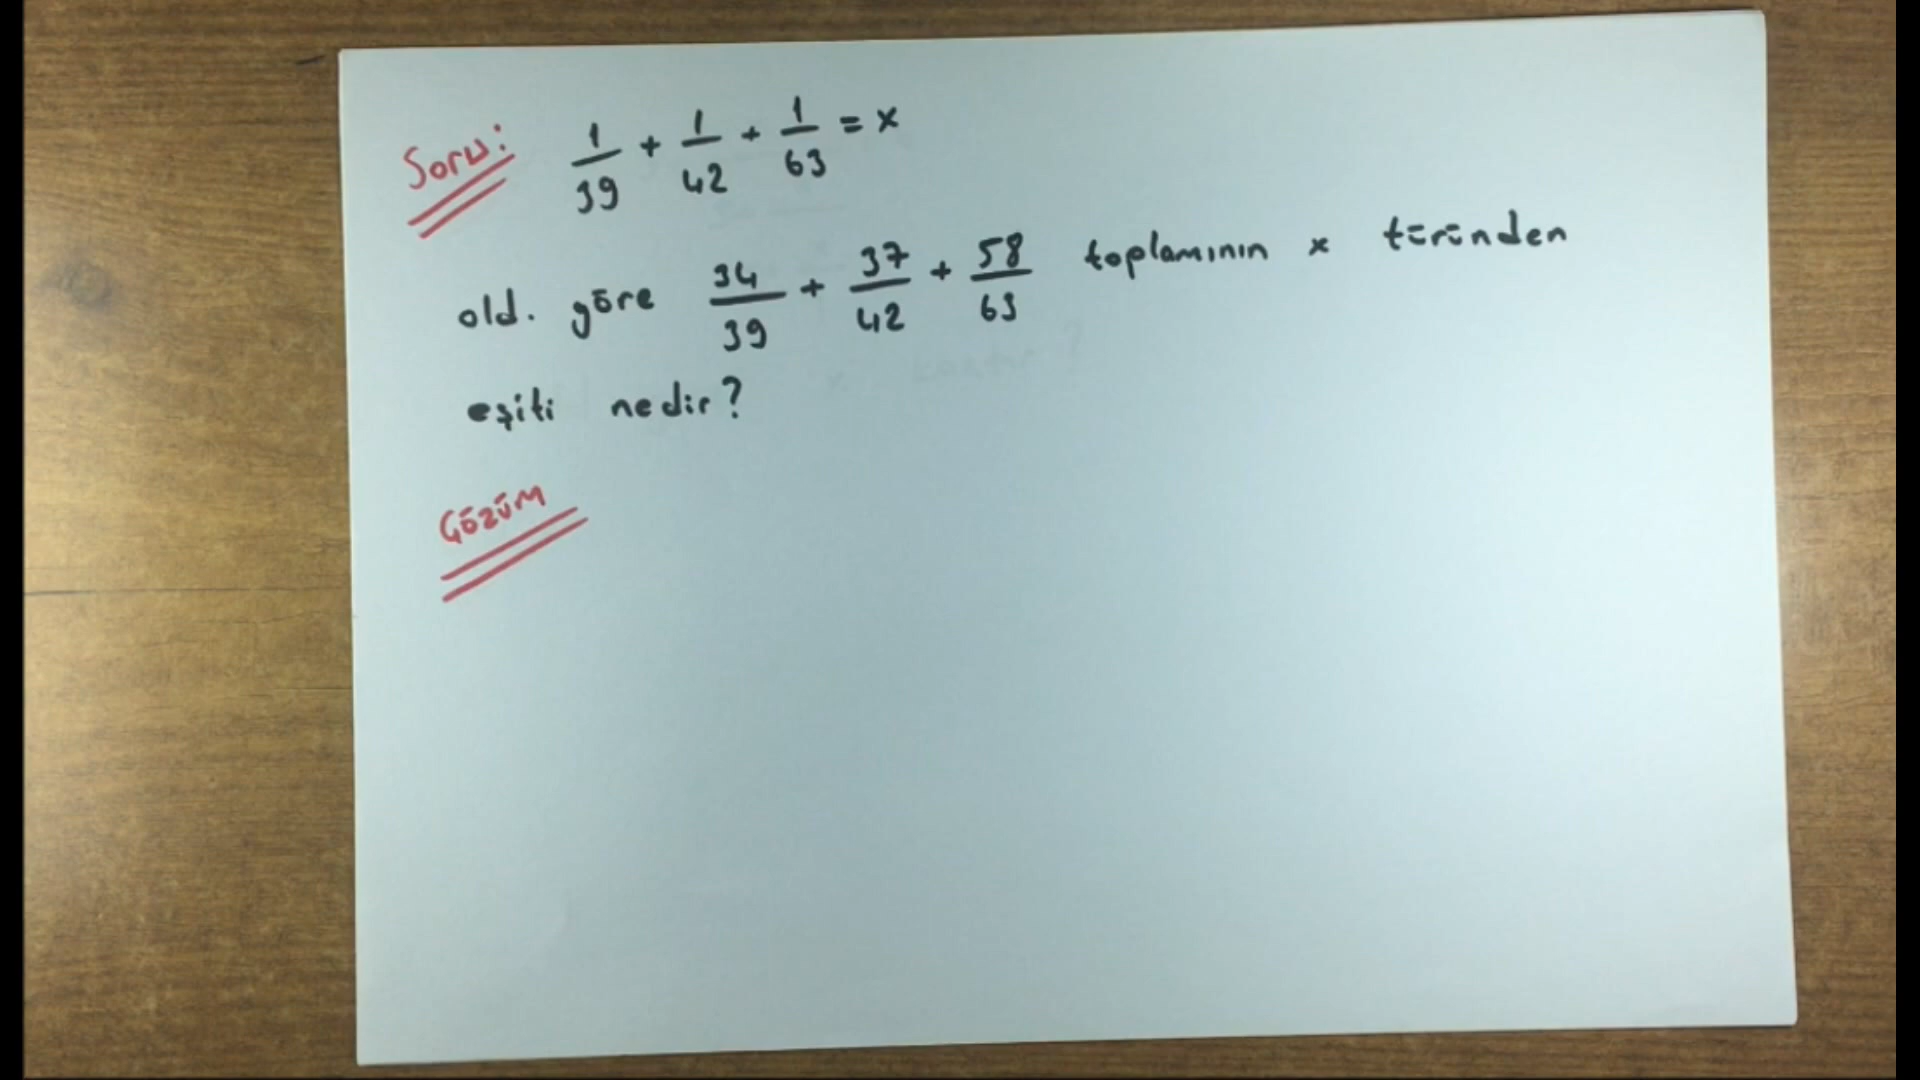 Soru: 1/39 + 1/42 + 1/63 = x
old. göre 34/39 + 37/42 + 58/63 toplamının x türünden
eşiti nedir?
Çözüm